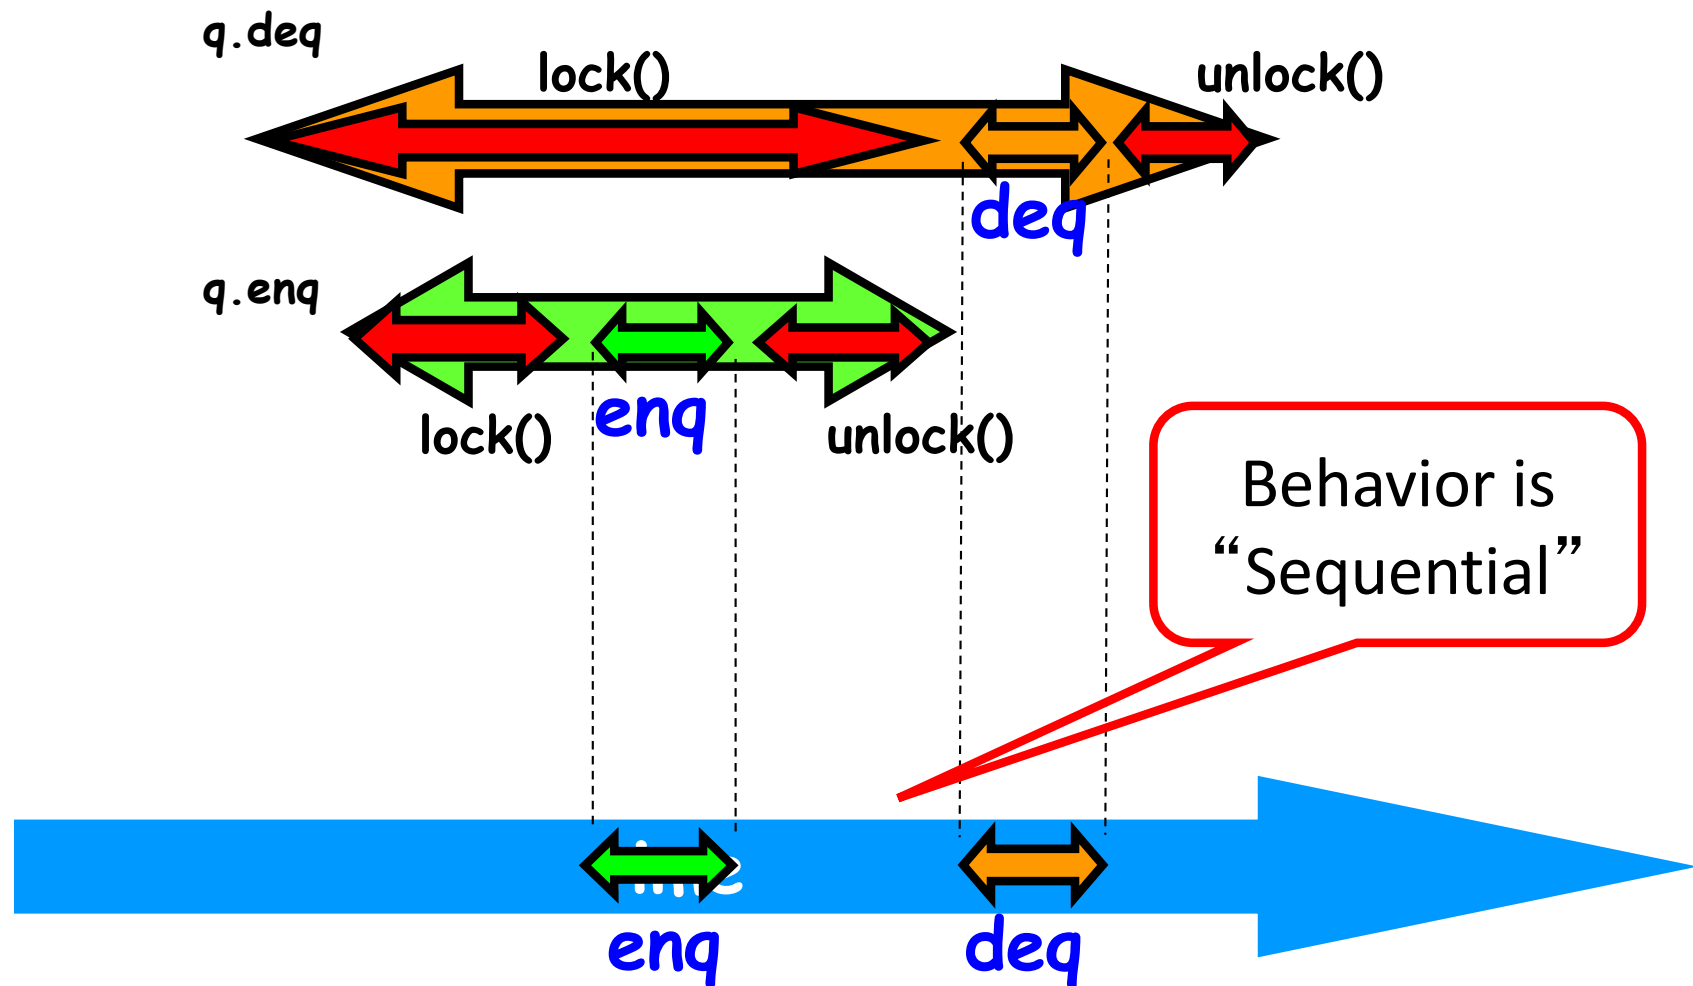 q.deq
lock()
unlock()
deq
q.enq
enq
lock()
unlock()
Behavior is
“Sequential”
enq
deq